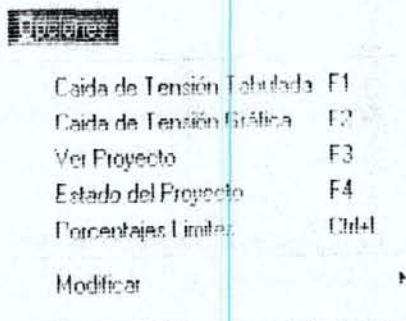 Opciones
Caida de Tensión Tabulada F1
Caida de Tensión Gráfica F2
Ver Proyecto F3
Estado del Proyecto F4
Porcentajes Limites Ctrl+L
Modificar